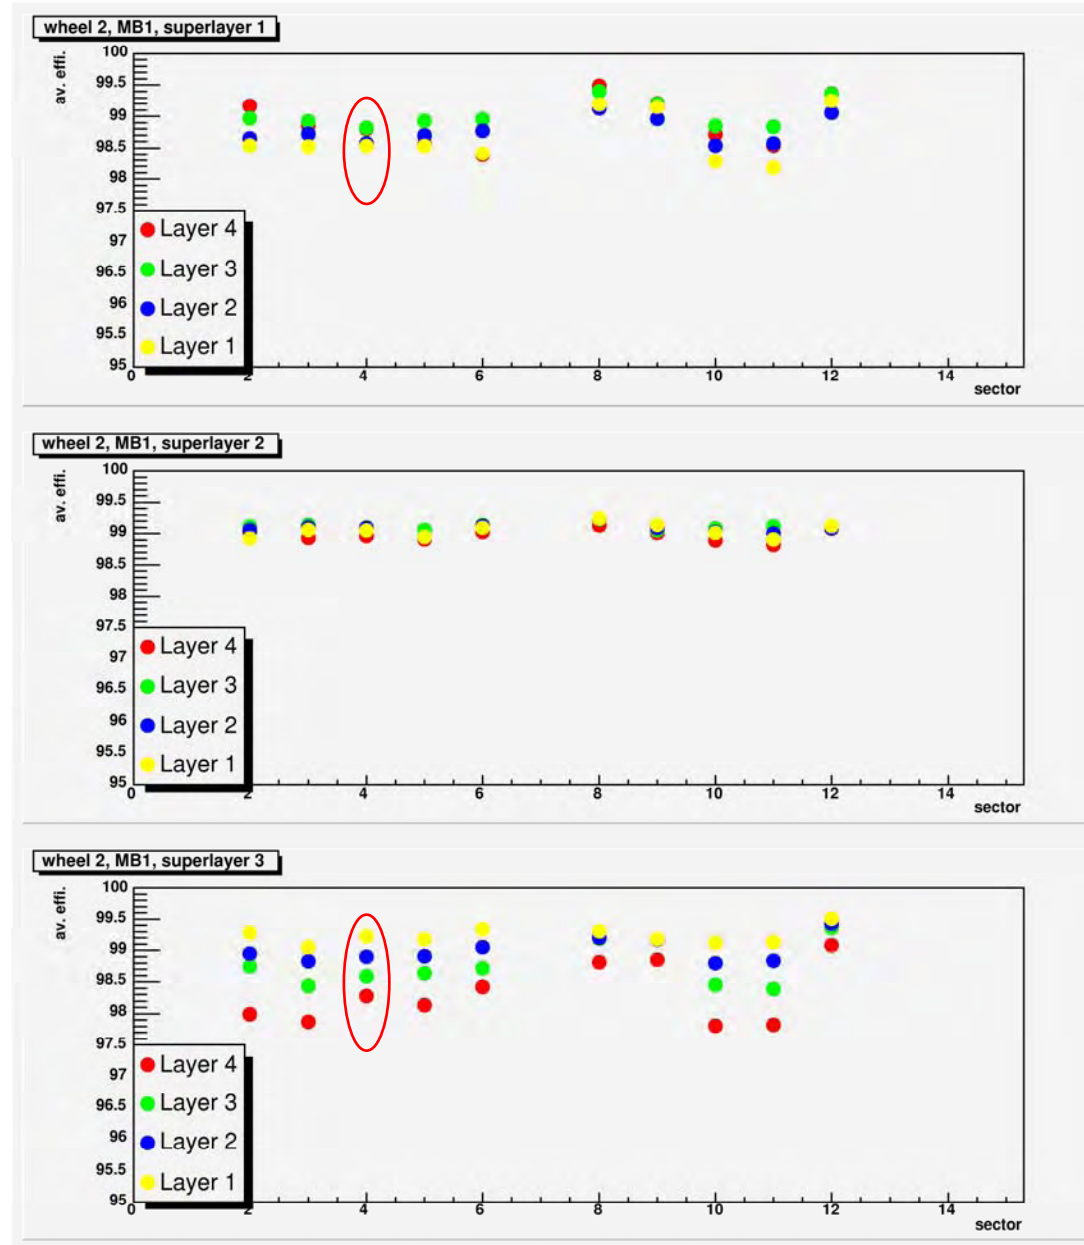 wheel 2, MB1, superlayer 1
av. effi.
100
99.5
99
98.5
98
97.5
97
96.5
96
95.5
95
Layer 4
Layer 3
Layer 2
Layer 1
0 2 4 6 8 10 12 14
sector
wheel 2, MB1, superlayer 2
av. effi.
100
99.5
99
98.5
98
97.5
97
96.5
96
95.5
95
Layer 4
Layer 3
Layer 2
Layer 1
0 2 4 6 8 10 12 14
sector
wheel 2, MB1, superlayer 3
av. effi.
100
99.5
99
98.5
98
97.5
97
96.5
96
95.5
95
Layer 4
Layer 3
Layer 2
Layer 1
0 2 4 6 8 10 12 14
sector